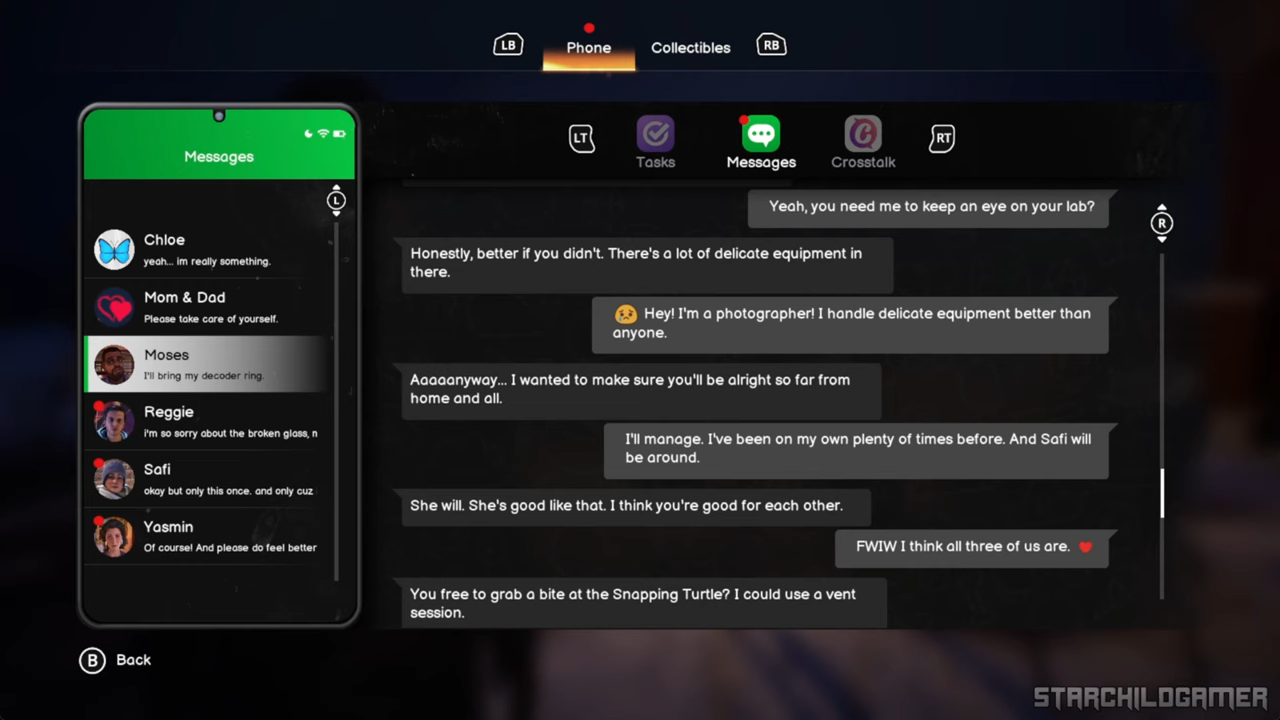 LB
Phone
Collectibles
RB
Messages
L
Chloe
yeah... im really something.
Mom & Dad
Please take care of yourself.
Moses
I'll bring my decoder ring.
Reggie
i'm so sorry about the broken glass, n
Safi
okay but only this once. and only cuz
Yasmin
Of course! And please do feel better
LT
Tasks
Messages
Crosstalk
RT
R
Yeah, you need me to keep an eye on your lab?
Honestly, better if you didn't. There's a lot of delicate equipment in
there.
😢 Hey! I'm a photographer! I handle delicate equipment better than
anyone.
Aaaaanyway... I wanted to make sure you'll be alright so far from
home and all.
I'll manage. I've been on my own plenty of times before. And Safi will
be around.
She will. She's good like that. I think you're good for each other.
FWIW I think all three of us are. ❤
You free to grab a bite at the Snapping Turtle? I could use a vent
session.
B
Back
STARCHILDGAMER